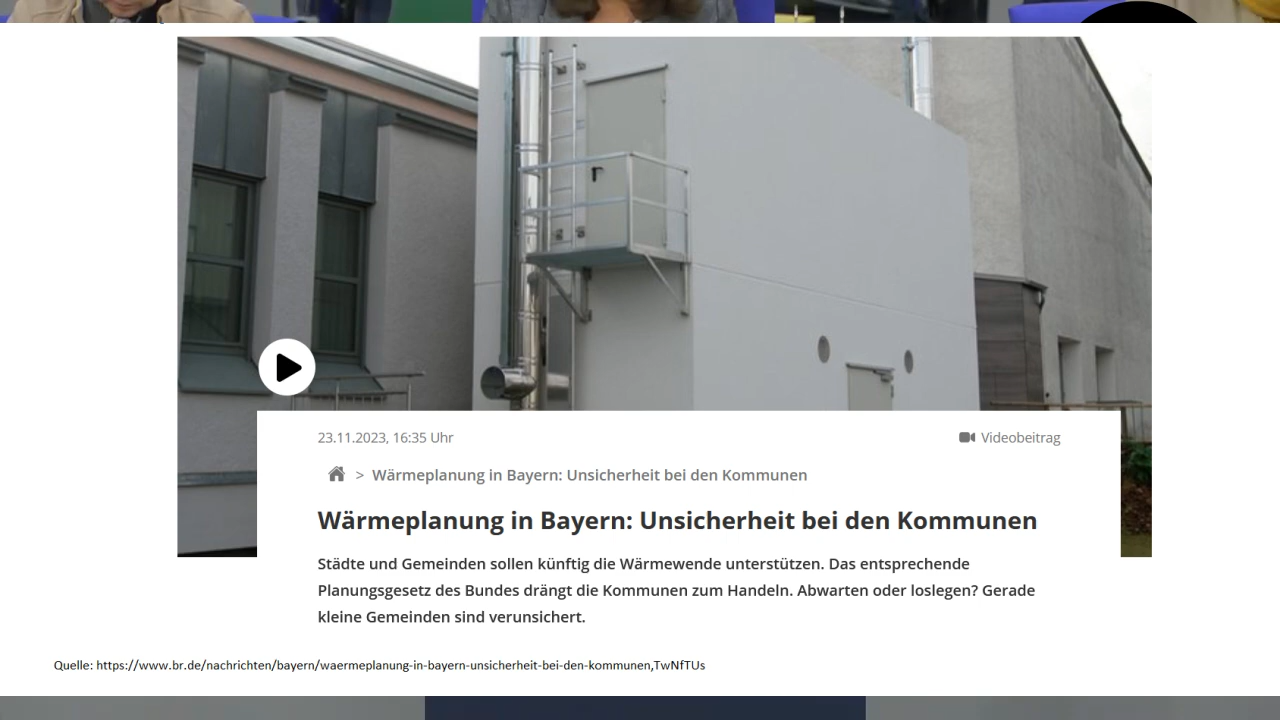 23.11.2023, 16:35 Uhr
Videobeitrag
> Wärmeplanung in Bayern: Unsicherheit bei den Kommunen
Wärmeplanung in Bayern: Unsicherheit bei den Kommunen
Städte und Gemeinden sollen künftig die Wärmewende unterstützen. Das entsprechende
Planungsgesetz des Bundes drängt die Kommunen zum Handeln. Abwarten oder loslegen? Gerade
kleine Gemeinden sind verunsichert.
Quelle: https://www.br.de/nachrichten/bayern/waermeplanung-in-bayern-unsicherheit-bei-den-kommunen,TwNfTUs